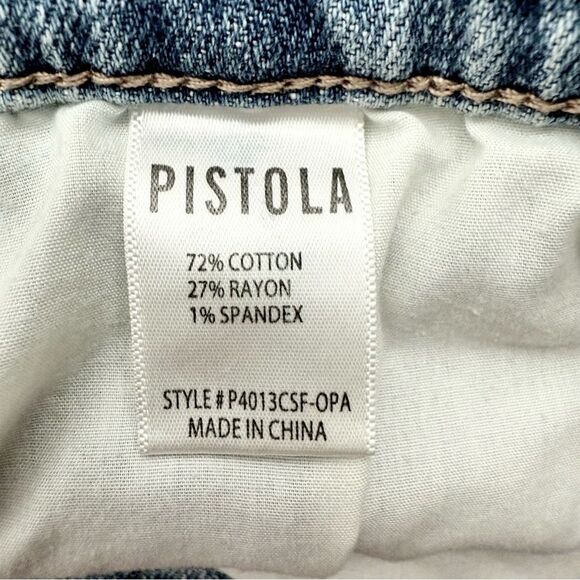 PISTOLA
72% COTTON
27% RAYON
1% SPANDEX
STYLE # P4013CSF-OPA
MADE IN CHINA